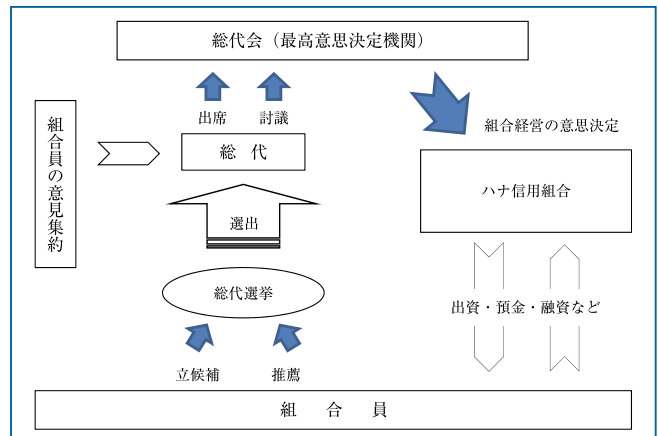 総代会（最高意思決定機関）
出席
討議
組合経営の意思決定
組合員の意見集約
総　代
ハナ信用組合
選出
総代選挙
出資・預金・融資など
立候補
推薦
組　合　員